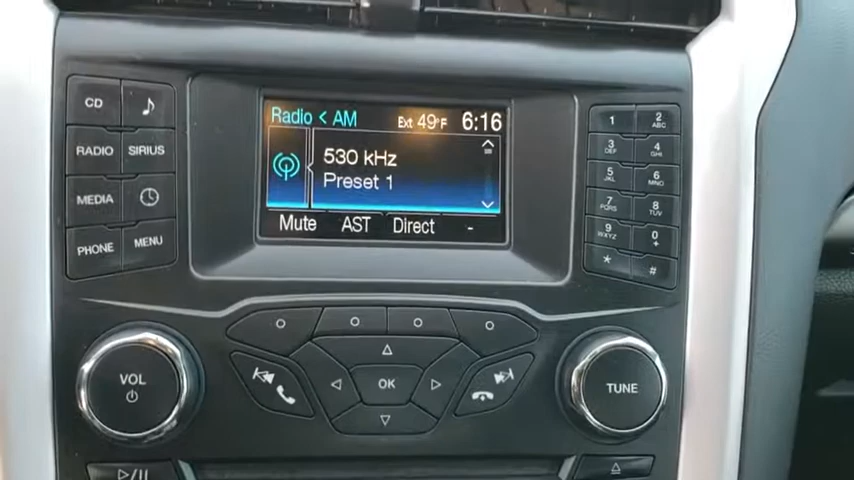 CD
RADIO SIRIUS
MEDIA
PHONE MENU
Radio < AM Ext 49°F 6:16
530 kHz
Preset 1
Mute AST Direct -
1 2 ABC
3 DEF 4 GHI
5 JKL 6 MNO
7 PQRS 8 TUV
9 WXYZ 0 +
* #
VOL
OK
TUNE